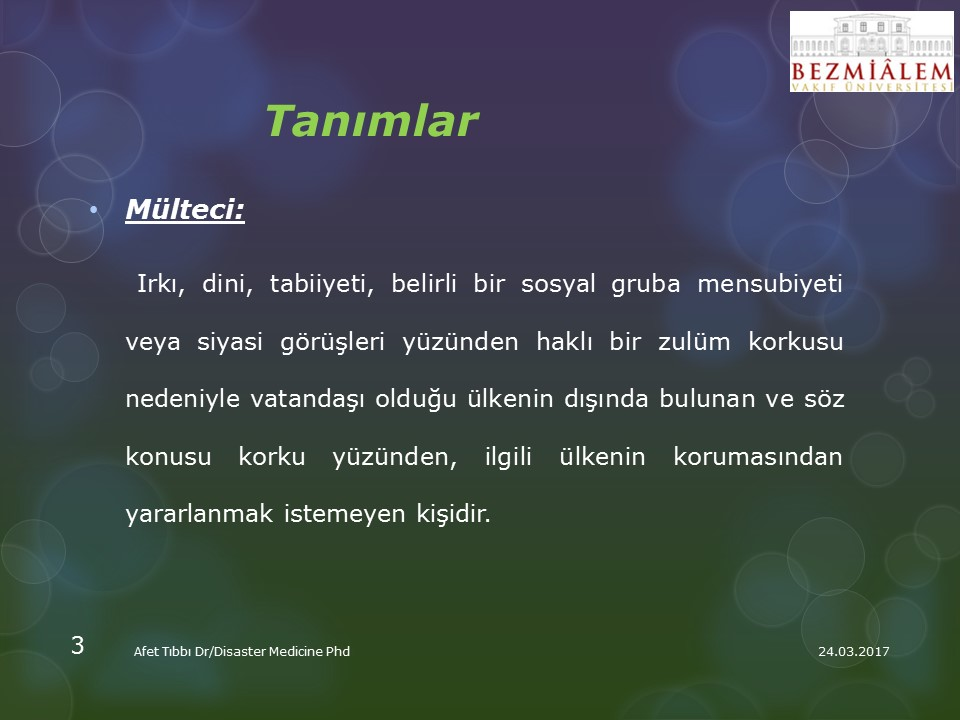 BEZMİÂLEM
VAKIF ÜNİVERSİTESİ
Tanımlar
• Mülteci:
Irkı, dini, tabiiyeti, belirli bir sosyal gruba mensubiyeti
veya siyasi görüşleri yüzünden haklı bir zulüm korkusu
nedeniyle vatandaşı olduğu ülkenin dışında bulunan ve söz
konusu korku yüzünden, ilgili ülkenin korumasından
yararlanmak istemeyen kişidir.
3 Afet Tıbbı Dr/Disaster Medicine Phd 24.03.2017